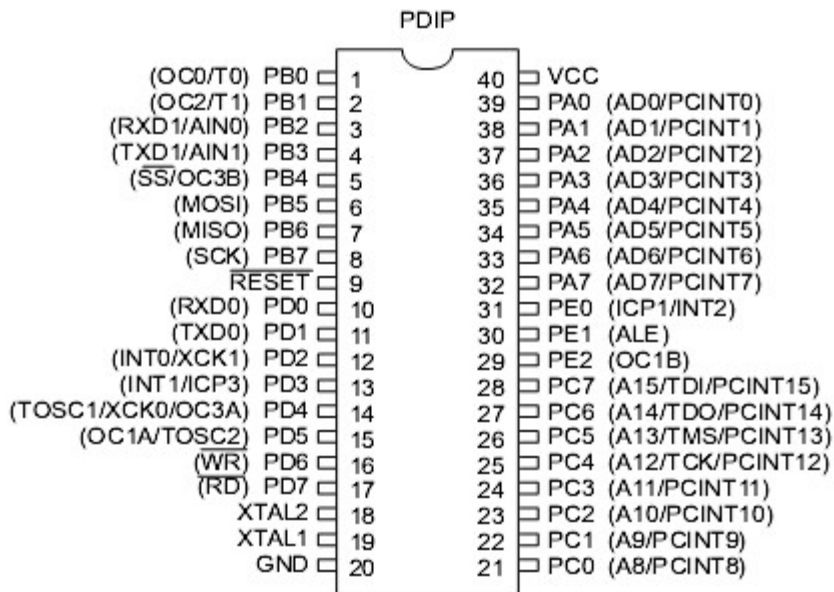 PDIP
(OC0/T0) PB0 1 40 VCC
(OC2/T1) PB1 2 39 PA0 (AD0/PCINT0)
(RXD1/AIN0) PB2 3 38 PA1 (AD1/PCINT1)
(TXD1/AIN1) PB3 4 37 PA2 (AD2/PCINT2)
(S̅S̅/OC3B) PB4 5 36 PA3 (AD3/PCINT3)
(MOSI) PB5 6 35 PA4 (AD4/PCINT4)
(MISO) PB6 7 34 PA5 (AD5/PCINT5)
(SCK) PB7 8 33 PA6 (AD6/PCINT6)
R̅E̅S̅E̅T̅ 9 32 PA7 (AD7/PCINT7)
(RXD0) PD0 10 31 PE0 (ICP1/INT2)
(TXD0) PD1 11 30 PE1 (ALE)
(INT0/XCK1) PD2 12 29 PE2 (OC1B)
(INT1/ICP3) PD3 13 28 PC7 (A15/TDI/PCINT15)
(TOSC1/XCK0/OC3A) PD4 14 27 PC6 (A14/TDO/PCINT14)
(OC1A/TOSC2) PD5 15 26 PC5 (A13/TMS/PCINT13)
(W̅R̅) PD6 16 25 PC4 (A12/TCK/PCINT12)
(R̅D̅) PD7 17 24 PC3 (A11/PCINT11)
XTAL2 18 23 PC2 (A10/PCINT10)
XTAL1 19 22 PC1 (A9/PCINT9)
GND 20 21 PC0 (A8/PCINT8)